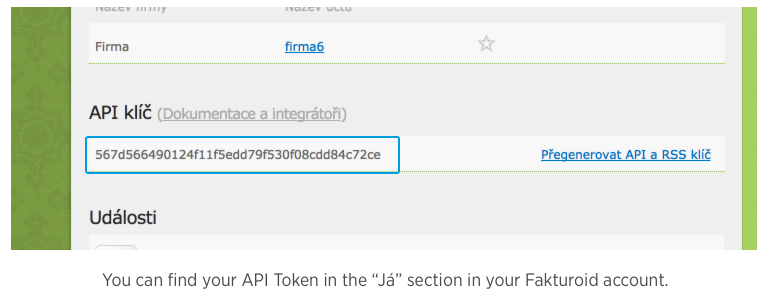 Název firmy Název účtu
Firma firma6
API klíč (Dokumentace a integrátoři)
567d566490124f11f5edd79f530f08cdd84c72ce Přegenerovat API a RSS klíč
Události
You can find your API Token in the “Já” section in your Fakturoid account.